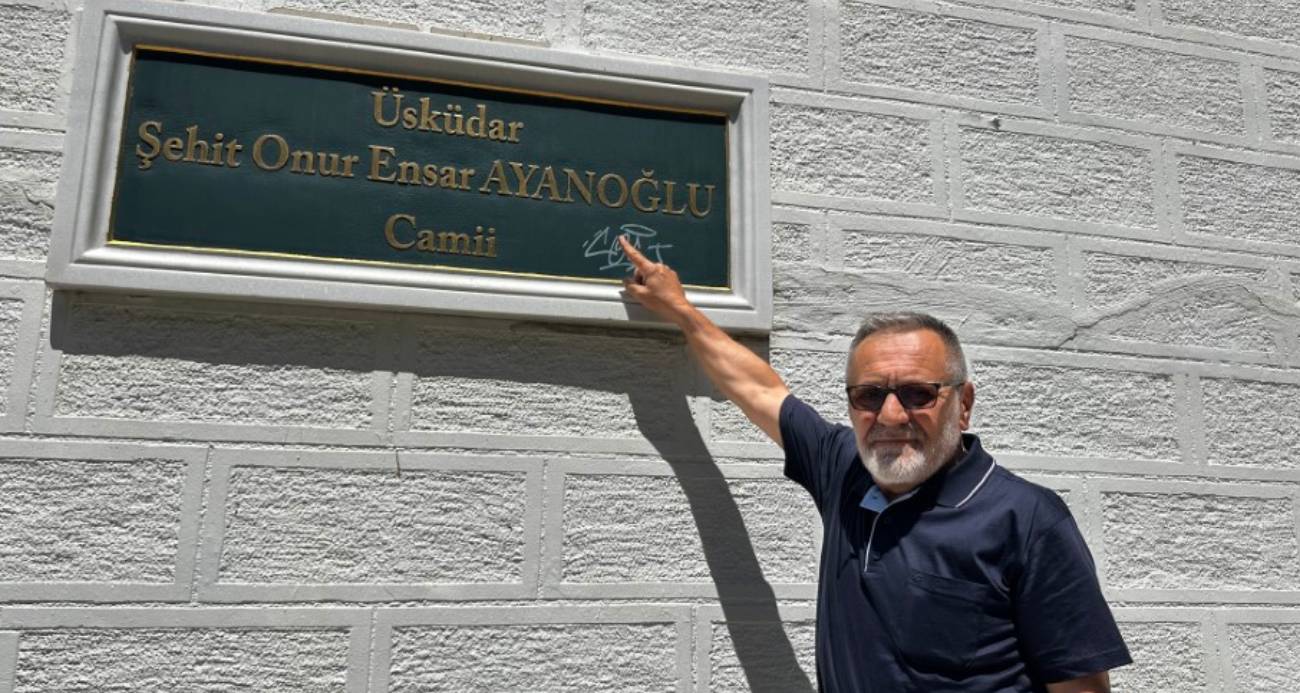 Üsküdar
Şehit Onur Ensar AYANOĞLU
Camii